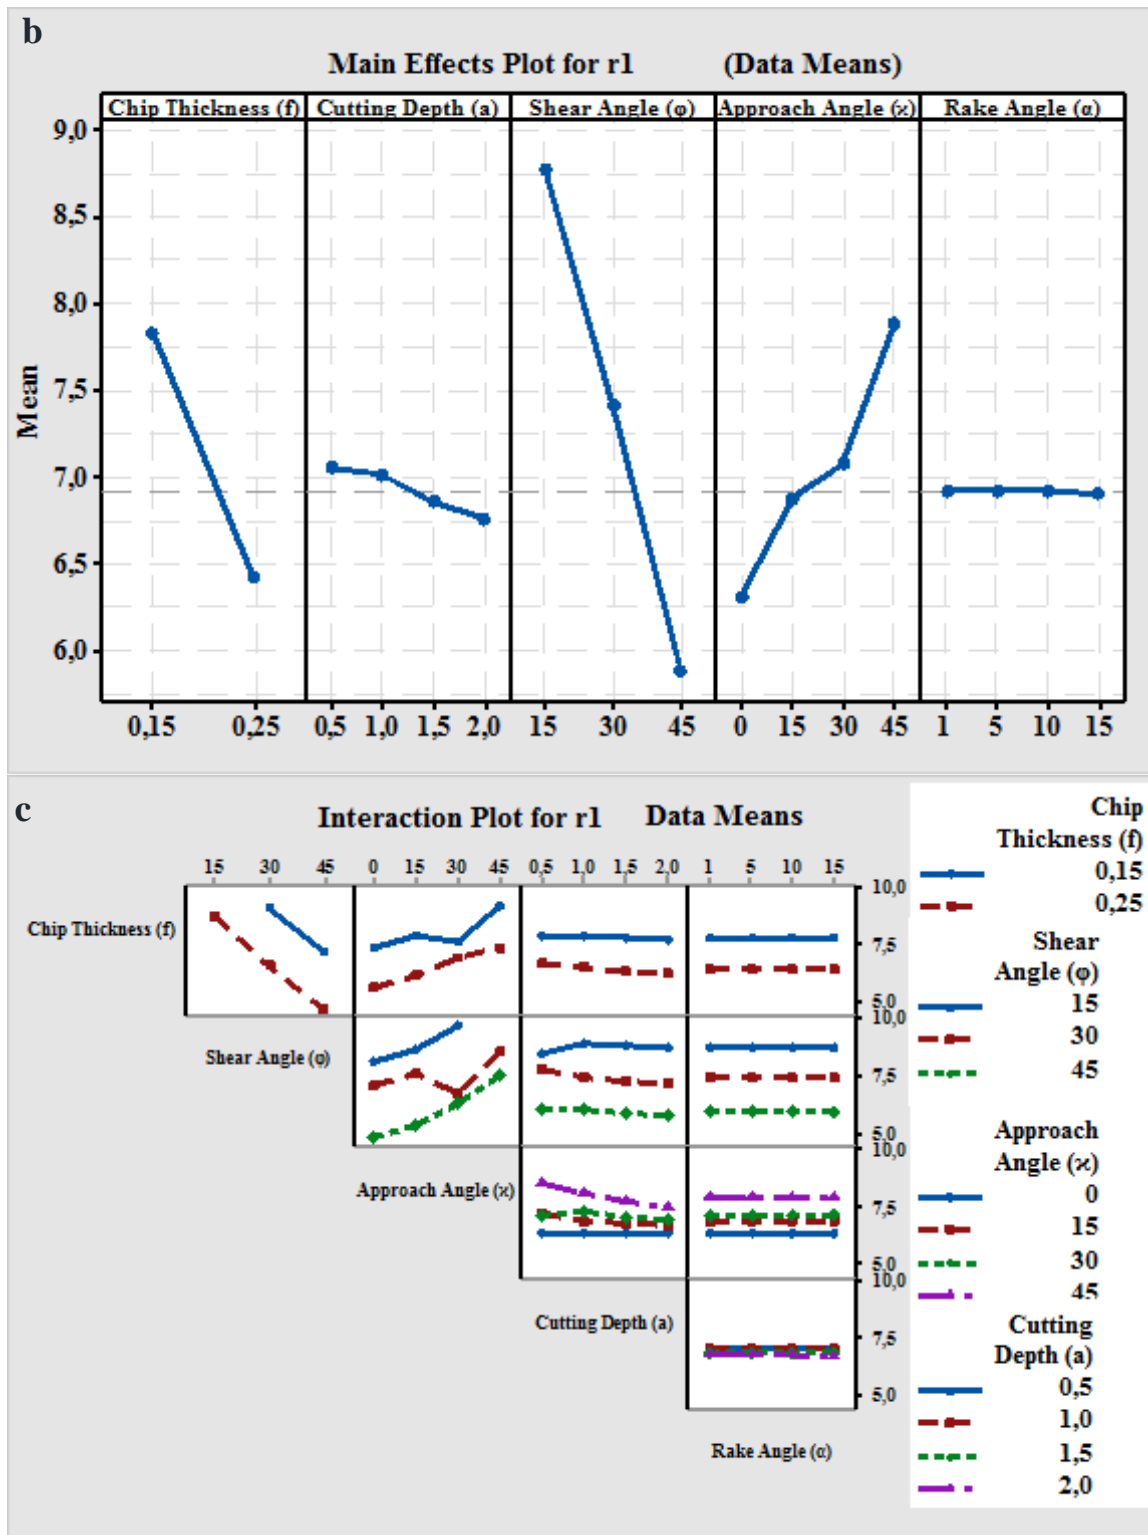 b
Main Effects Plot for r1 (Data Means)
Chip Thickness (f) Cutting Depth (a) Shear Angle (φ) Approach Angle (ϰ) Rake Angle (α)
9,0
8,5
8,0
7,5
7,0
6,5
6,0
Mean
0,15 0,25 0,5 1,0 1,5 2,0 15 30 45 0 15 30 45 1 5 10 15
c
Interaction Plot for r1 Data Means
15 30 45 0 15 30 45 0,5 1,0 1,5 2,0 1 5 10 15
Chip Thickness (f)
10,0
7,5
5,0
Shear Angle (φ)
10,0
7,5
5,0
Approach Angle (ϰ)
10,0
7,5
5,0
Cutting Depth (a)
10,0
7,5
5,0
Rake Angle (α)
Chip
Thickness (f)
0,15
0,25
Shear
Angle (φ)
15
30
45
Approach
Angle (ϰ)
0
15
30
45
Cutting
Depth (a)
0,5
1,0
1,5
2,0